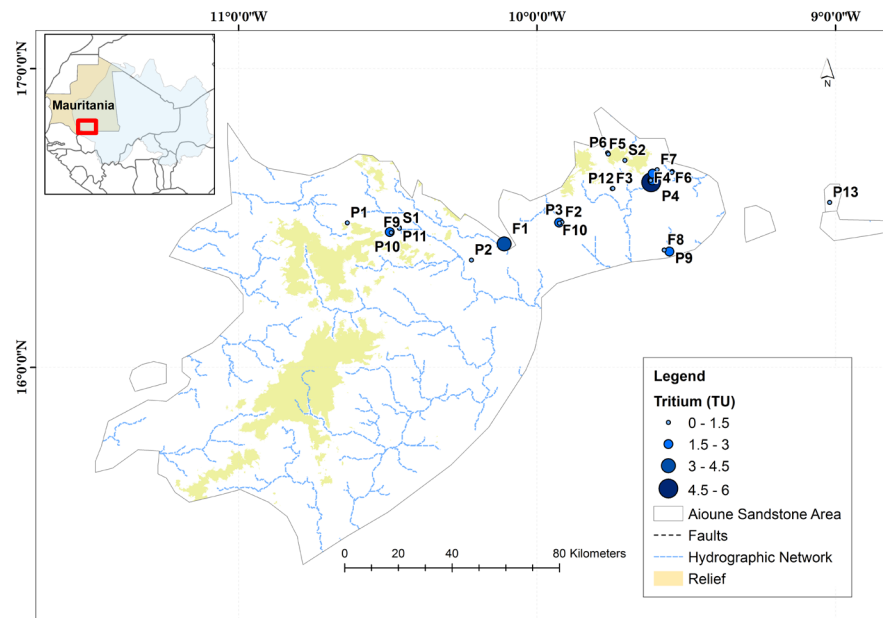 11°0'0"W 10°0'0"W 9°0'0"W
17°0'0"N
16°0'0"N
Mauritania
N
P6 F5
S2
F7
P12 F3 F4 F6
P4
P13
P1
F9 S1
P11
P10
P3 F2
F10
F1
P2
F8
P9
Legend
Tritium (TU)
0 - 1.5
1.5 - 3
3 - 4.5
4.5 - 6
Aioune Sandstone Area
Faults
Hydrographic Network
Relief
0 20 40 80 Kilometers